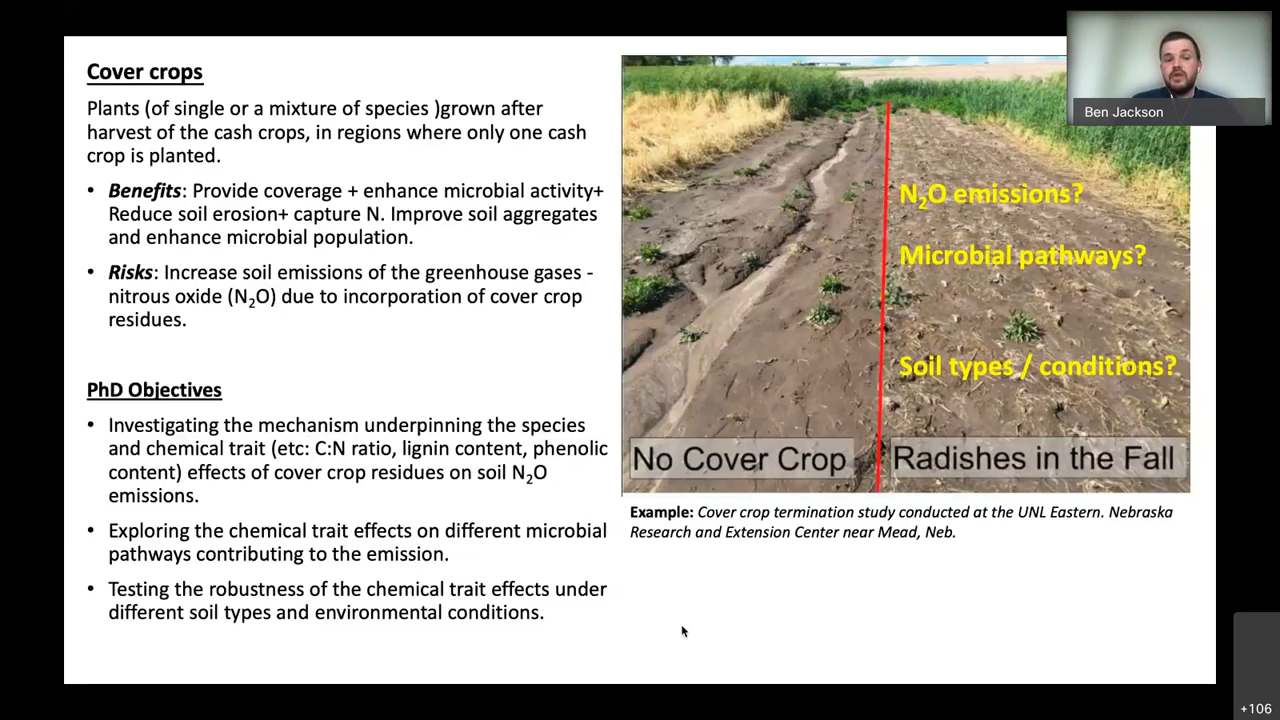 Cover crops
Plants (of single or a mixture of species )grown after
harvest of the cash crops, in regions where only one cash
crop is planted.
• Benefits: Provide coverage + enhance microbial activity+
Reduce soil erosion+ capture N. Improve soil aggregates
and enhance microbial population.
• Risks: Increase soil emissions of the greenhouse gases -
nitrous oxide (N₂O) due to incorporation of cover crop
residues.
PhD Objectives
• Investigating the mechanism underpinning the species
and chemical trait (etc: C:N ratio, lignin content, phenolic
content) effects of cover crop residues on soil N₂O
emissions.
• Exploring the chemical trait effects on different microbial
pathways contributing to the emission.
• Testing the robustness of the chemical trait effects under
different soil types and environmental conditions.
N₂O emissions?
Microbial pathways?
Soil types / conditions?
No Cover Crop
Radishes in the Fall
Example: Cover crop termination study conducted at the UNL Eastern. Nebraska
Research and Extension Center near Mead, Neb.
Ben Jackson
+106